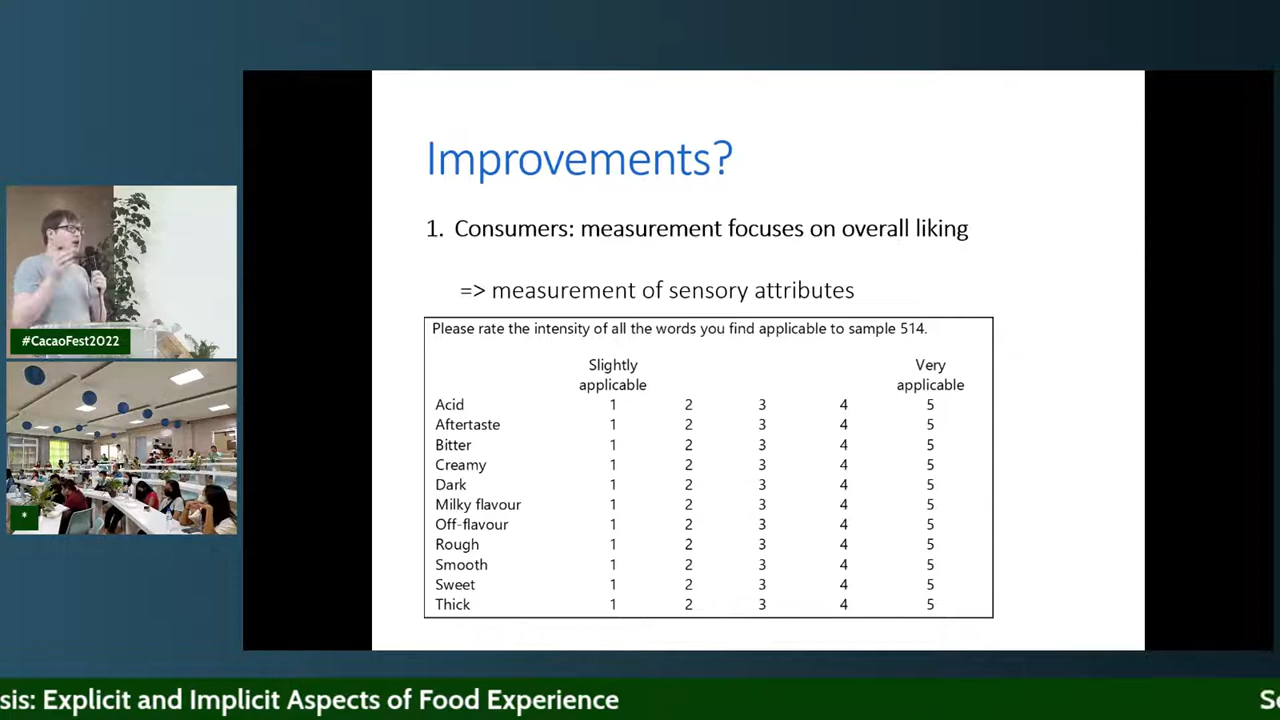 Improvements?
1. Consumers: measurement focuses on overall liking
=> measurement of sensory attributes
Please rate the intensity of all the words you find applicable to sample 514.
Slightly applicable Very applicable
Acid 1 2 3 4 5
Aftertaste 1 2 3 4 5
Bitter 1 2 3 4 5
Creamy 1 2 3 4 5
Dark 1 2 3 4 5
Milky flavour 1 2 3 4 5
Off-flavour 1 2 3 4 5
Rough 1 2 3 4 5
Smooth 1 2 3 4 5
Sweet 1 2 3 4 5
Thick 1 2 3 4 5
#CacaoFest2022
*
sis: Explicit and Implicit Aspects of Food Experience